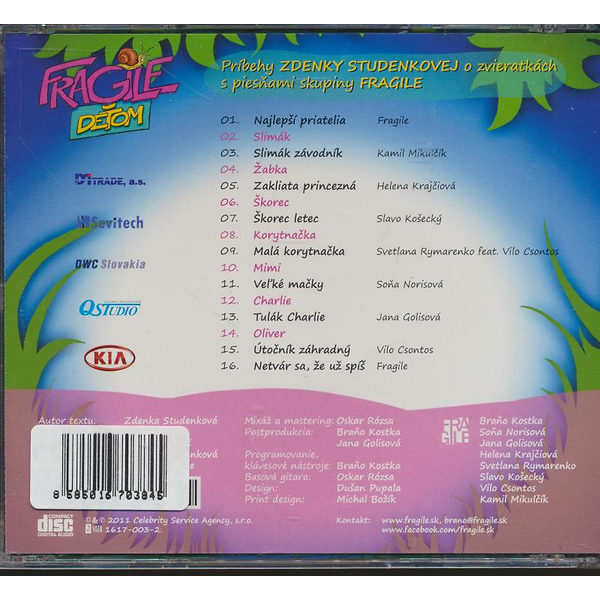 FRAGILE
DEŤOM
Príbehy ZDENKY STUDENKOVEJ o zvieratkách
s piesňami skupiny FRAGILE
01. Najlepší priatelia Fragile
02. Slimák
03. Slimák závodník Kamil Mikulčík
04. Žabka
05. Zakliata princezná Helena Krajčiová
06. Škorec
07. Škorec letec Slavo Košecký
08. Korytnačka
09. Malá korytnačka Svetlana Rymarenko feat. Vilo Csontos
10. Mimi
11. Veľké mačky Soňa Norisová
12. Charlie
13. Tulák Charlie Jana Golisová
14. Oliver
15. Útočník záhradný Vilo Csontos
16. Netvár sa, že už spíš Fragile
TRADE, a.s.
Sevitech
DWC Slovakia
QSTUDIO
KIA
Autor textu: Zdenka Studenková
8 585016 703845
Mixáž a mastering: Oskar Rózsa
Postprodukcia: Braňo Kostka
Jana Golisová
Programovanie,
klávesové nástroje: Braňo Kostka
Basová gitara: Oskar Rózsa
Design: Dušan Pupala
Print design: Michal Božík
FRA
GILE
Braňo Kostka
Soňa Norisová
Jana Golisová
Helena Krajčiová
Svetlana Rymarenko
Slavo Košecký
Vilo Csontos
Kamil Mikulčík
COMPACT
disc
DIGITAL AUDIO
℗ & © 2011 Celebrity Service Agency, s.r.o.
1617-003-2
Kontakt: www.fragile.sk, brano@fragile.sk
www.facebook.com/fragile.sk